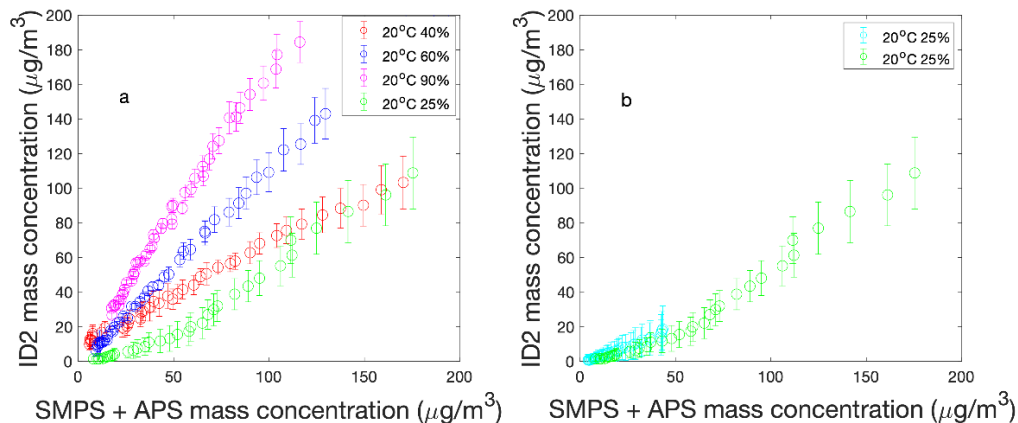 ID2 mass concentration (μg/m³)
200
180
160
140
120
100
80
60
40
20
0
a
20°C 40%
20°C 60%
20°C 90%
20°C 25%
0 50 100 150 200
SMPS + APS mass concentration (μg/m³)
ID2 mass concentration (μg/m³)
200
180
160
140
120
100
80
60
40
20
0
b
20°C 25%
20°C 25%
0 50 100 150 200
SMPS + APS mass concentration (μg/m³)